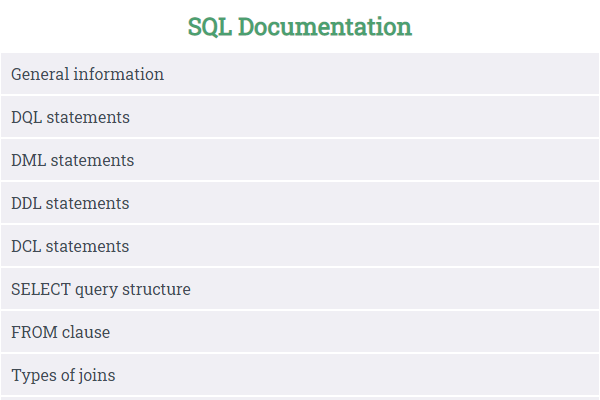 SQL Documentation
General information
DQL statements
DML statements
DDL statements
DCL statements
SELECT query structure
FROM clause
Types of joins